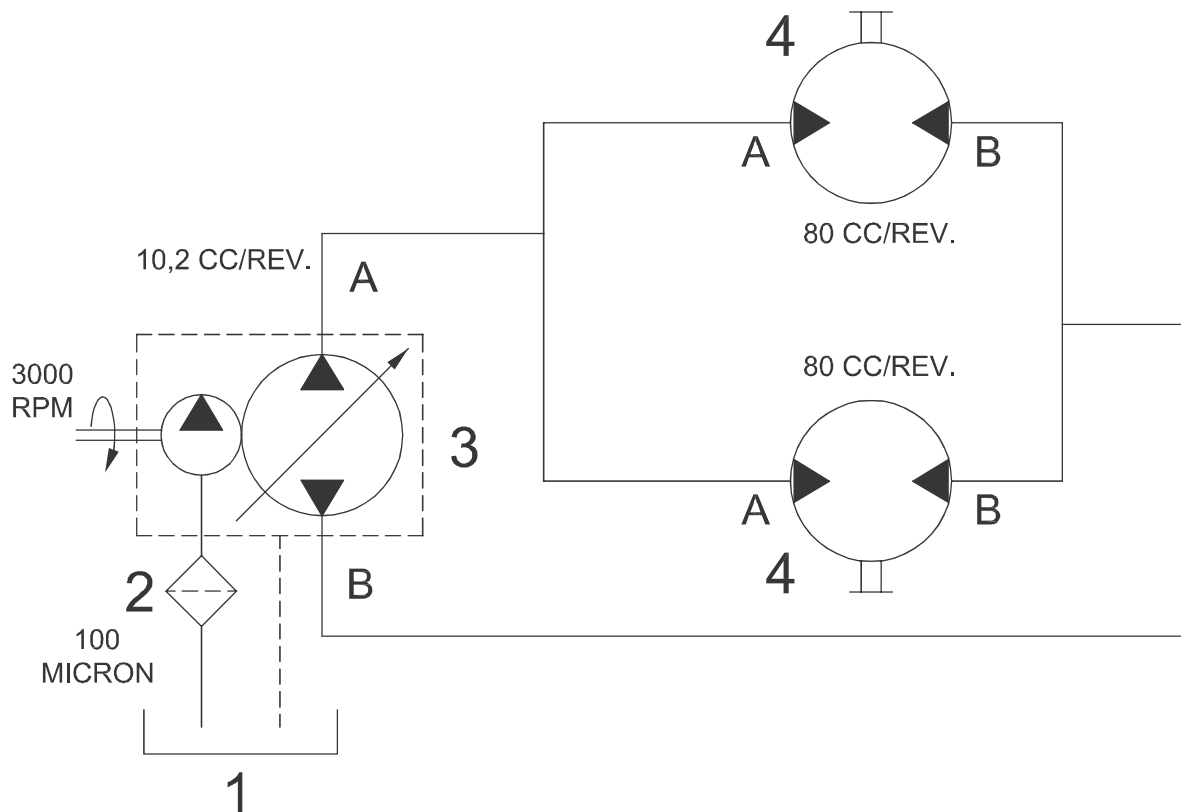 4
A
B
80 CC/REV.
10,2 CC/REV.
A
3000
RPM
3
80 CC/REV.
A
B
4
2
B
100
MICRON
1